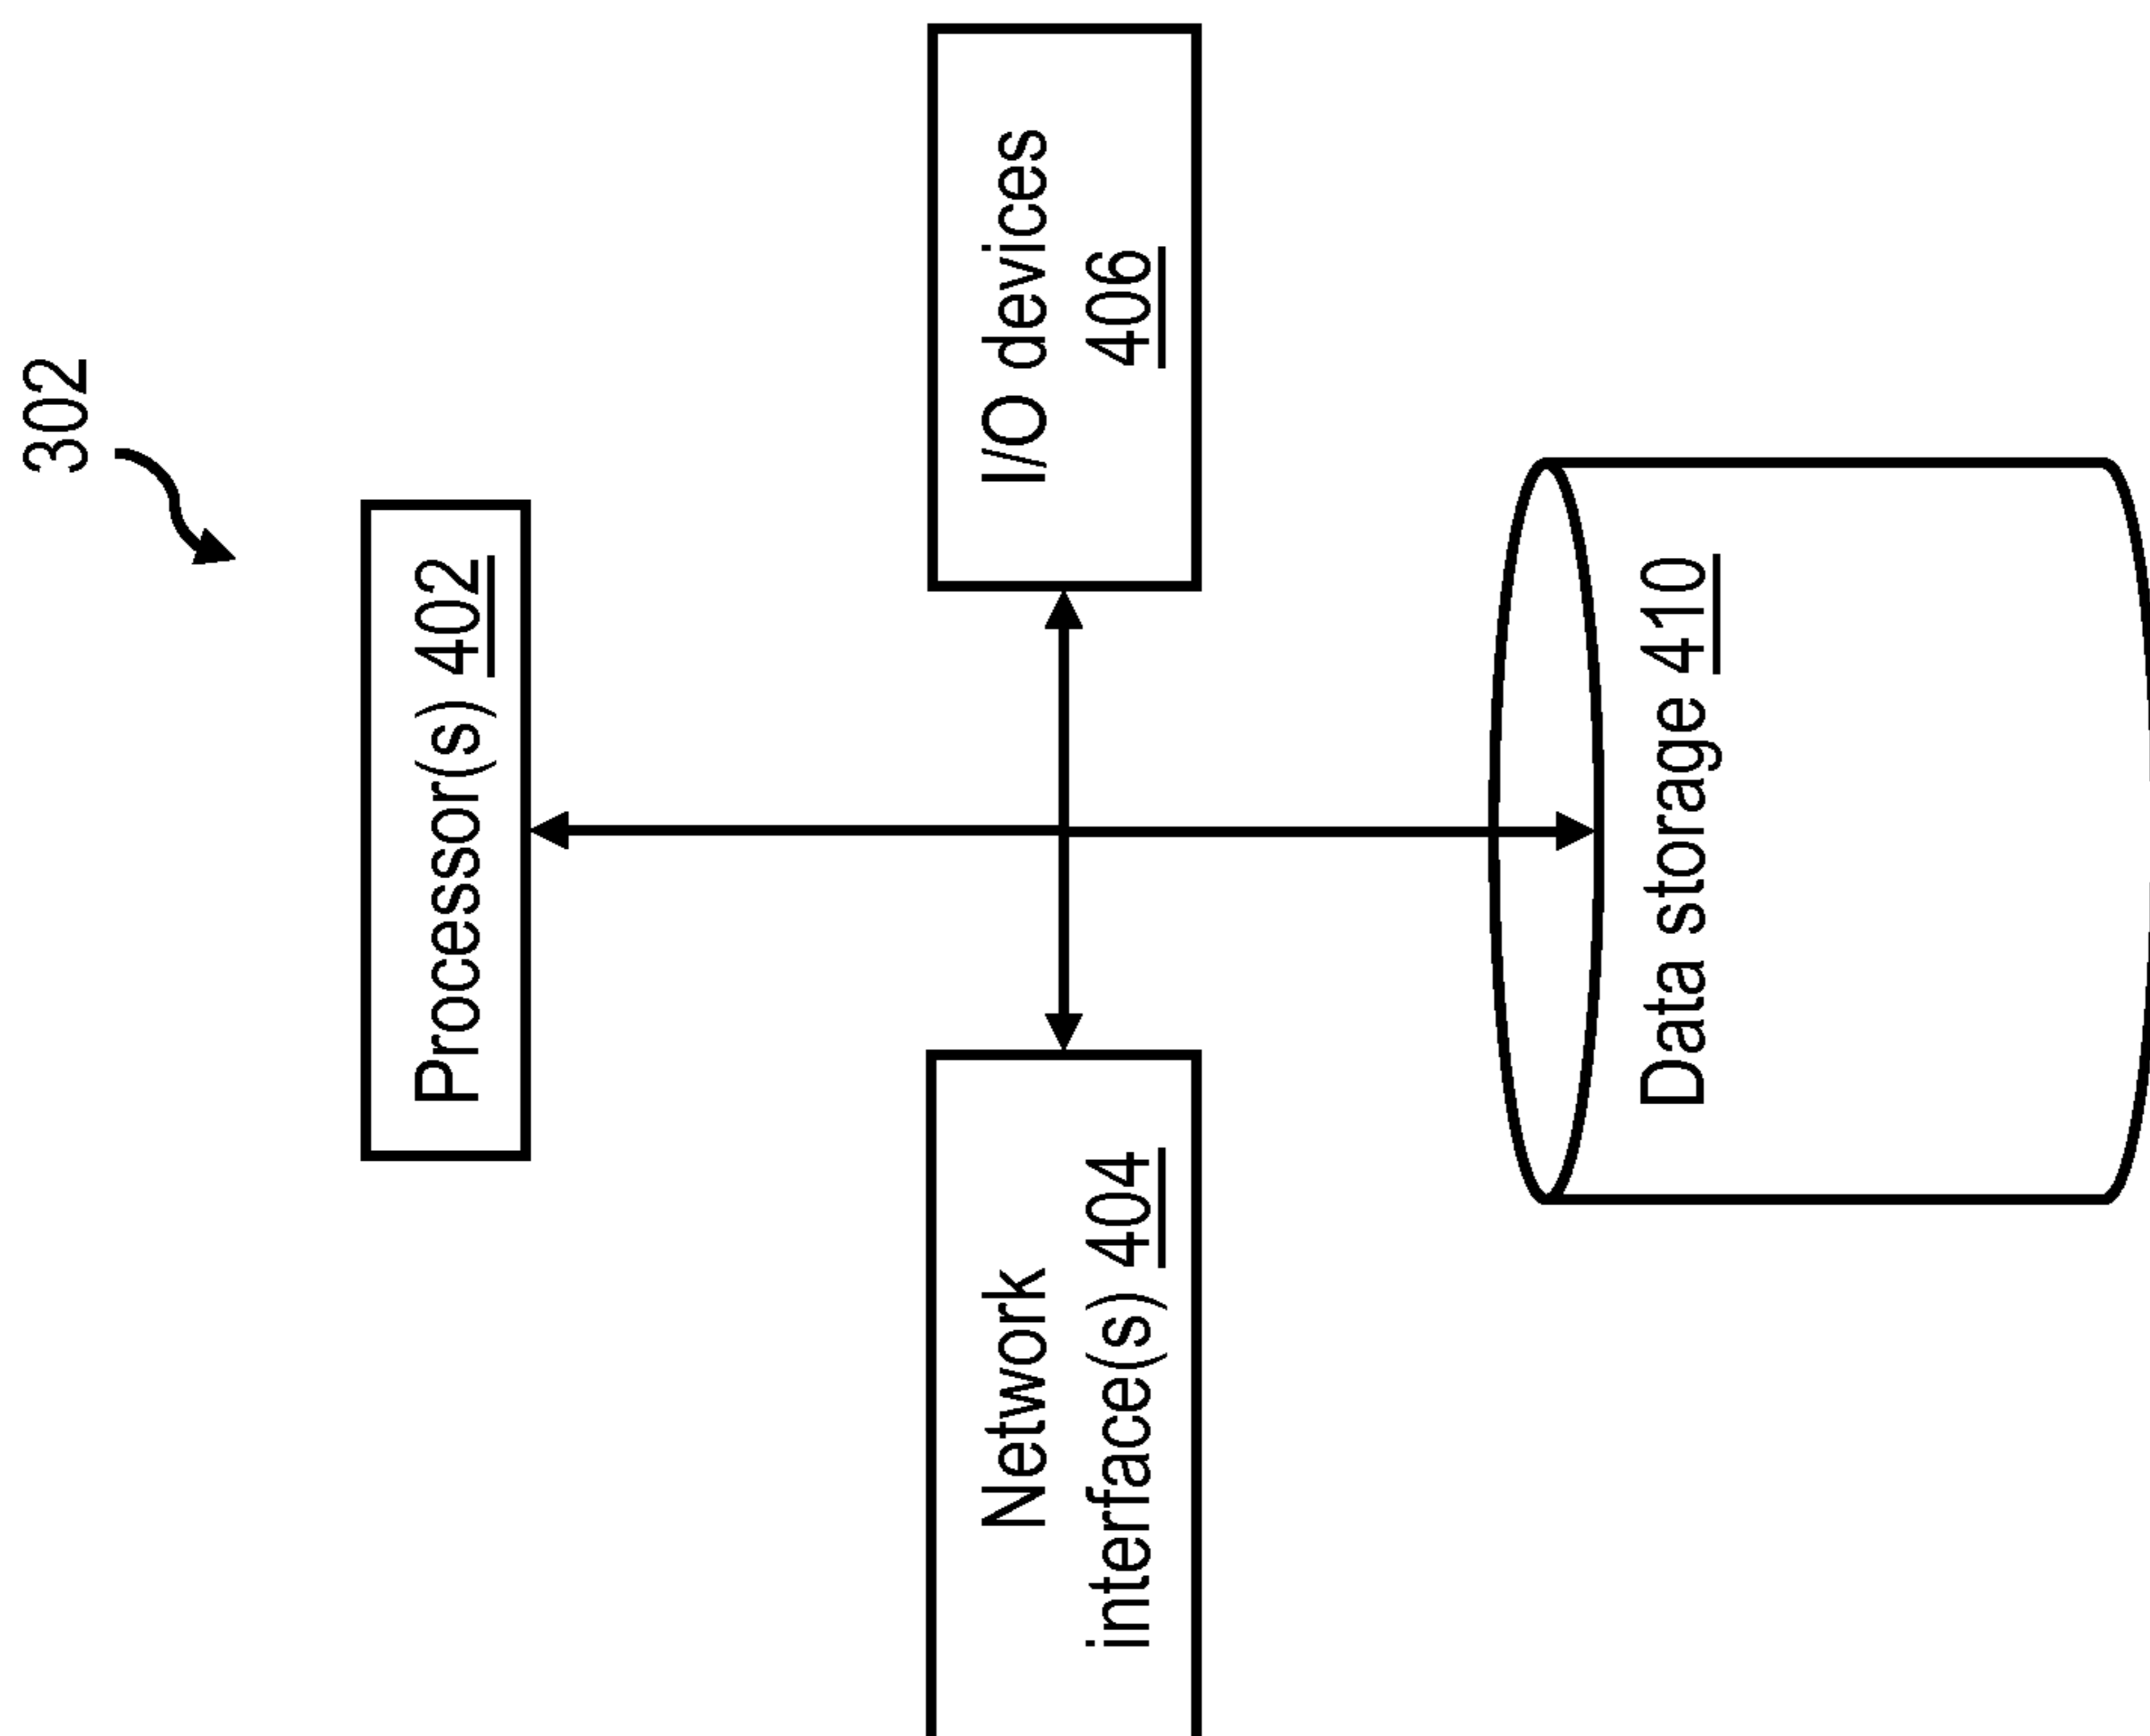 302
Processor(s) 402
Network
interface(s) 404
I/O devices
406
Data storage 410